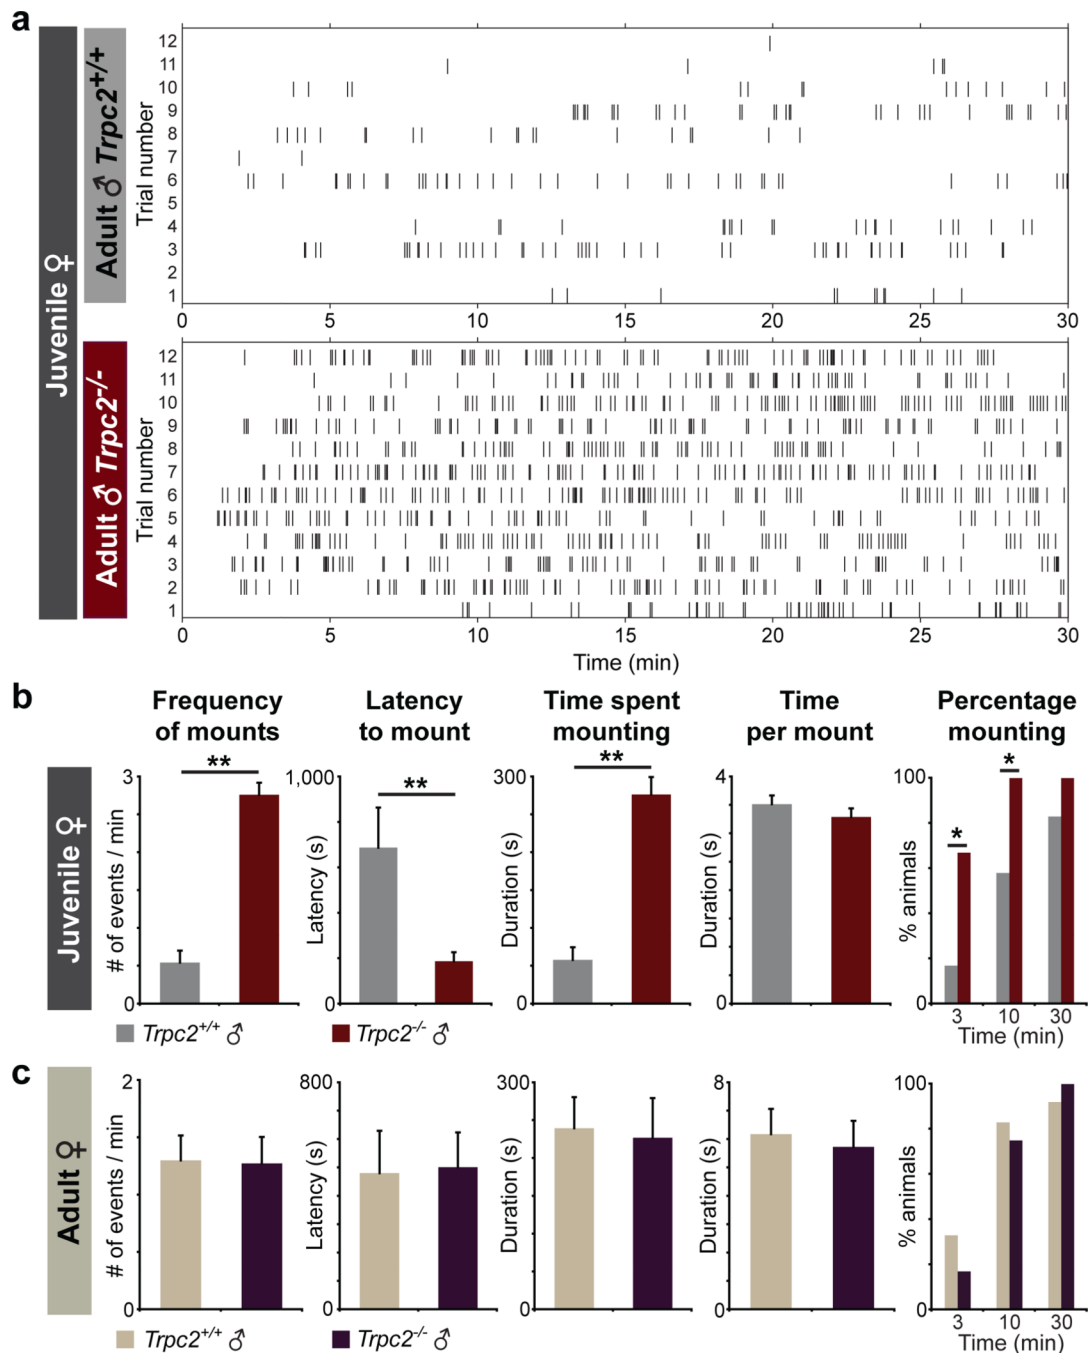 a
Juvenile ♀
Adult ♂ Trpc2+/+
Trial number
12
11
10
9
8
7
6
5
4
3
2
1
0 5 10 15 20 25 30
Adult ♂ Trpc2-/-
Trial number
12
11
10
9
8
7
6
5
4
3
2
1
0 5 10 15 20 25 30
Time (min)
b
Juvenile ♀
Frequency
of mounts
Latency
to mount
Time spent
mounting
Time
per mount
Percentage
mounting
# of events / min
3
0
**
Latency (s)
1,000
0
**
Duration (s)
300
0
**
Duration (s)
4
0
% animals
100
0
*
*
3 10 30
Time (min)
Trpc2+/+ ♂
Trpc2-/- ♂
c
Adult ♀
# of events / min
2
0
Latency (s)
800
0
Duration (s)
300
0
Duration (s)
8
0
% animals
100
0
3 10 30
Time (min)
Trpc2+/+ ♂
Trpc2-/- ♂